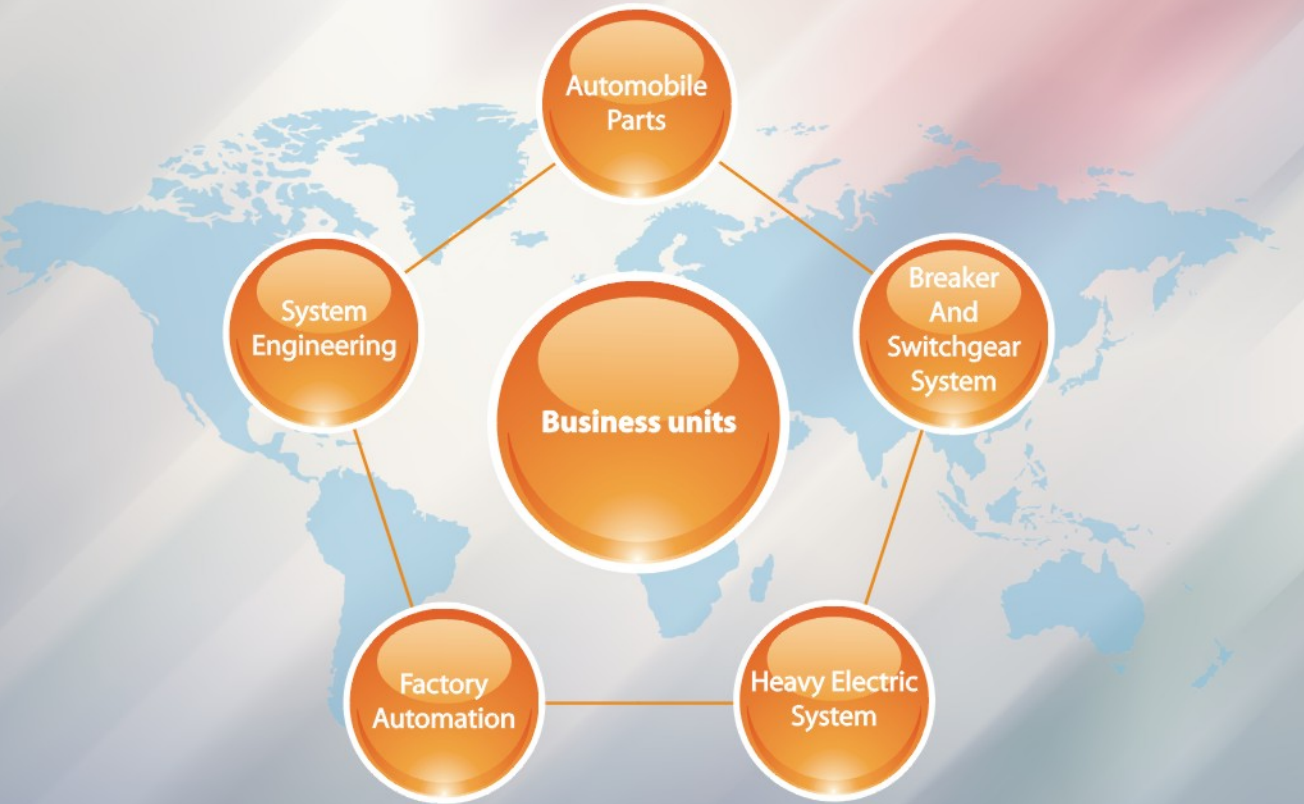 Automobile
Parts
System
Engineering
Breaker
And
Switchgear
System
Business units
Factory
Automation
Heavy Electric
System